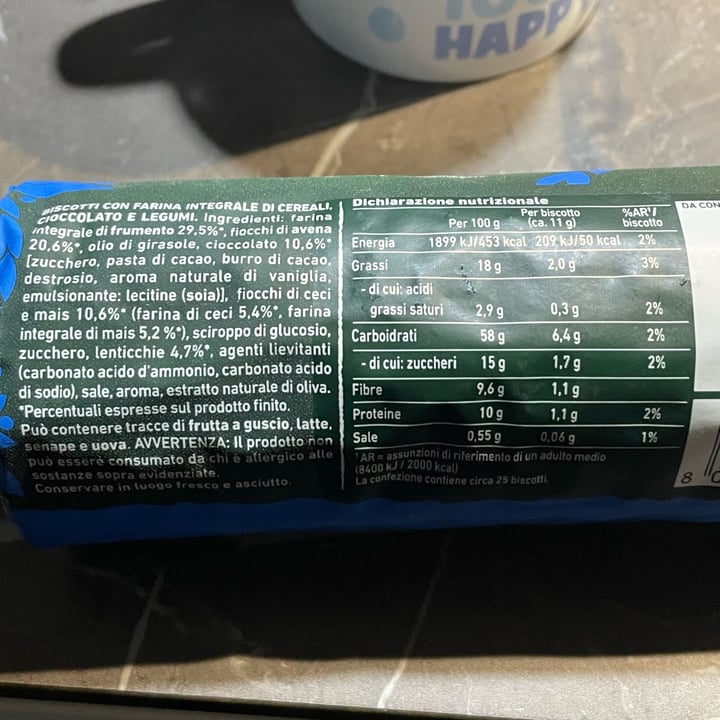 HAPP
BISCOTTI CON FARINA INTEGRALE DI CEREALI,
CIOCCOLATO E LEGUMI. Ingredienti: farina
integrale di frumento 29,5%*, fiocchi di avena
20,6%*, olio di girasole, cioccolato 10,6%*
[zucchero, pasta di cacao, burro di cacao,
destrosio, aroma naturale di vaniglia,
emulsionante: lecitine (soia)], fiocchi di ceci
e mais 10,6%* (farina di ceci 5,4%*, farina
integrale di mais 5,2 %*), sciroppo di glucosio,
zucchero, lenticchie 4,7%*, agenti lievitanti
(carbonato acido d'ammonio, carbonato acido
di sodio), sale, aroma, estratto naturale di oliva.
*Percentuali espresse sul prodotto finito.
Può contenere tracce di frutta a guscio, latte,
senape e uova. AVVERTENZA: Il prodotto non
può essere consumato da chi è allergico alle
sostanze sopra evidenziate.
Conservare in luogo fresco e asciutto.
Dichiarazione nutrizionale
Per 100 g Per biscotto (ca. 11 g) %AR¹/ biscotto
Energia 1899 kJ/453 kcal 209 kJ/50 kcal 2%
Grassi 18 g 2,0 g 3%
- di cui: acidi
grassi saturi 2,9 g 0,3 g 2%
Carboidrati 58 g 6,4 g 2%
- di cui: zuccheri 15 g 1,7 g 2%
Fibre 9,6 g 1,1 g
Proteine 10 g 1,1 g 2%
Sale 0,55 g 0,06 g 1%
¹AR = assunzioni di riferimento di un adulto medio
(8400 kJ / 2000 kcal)
La confezione contiene circa 25 biscotti.
DA CON
8